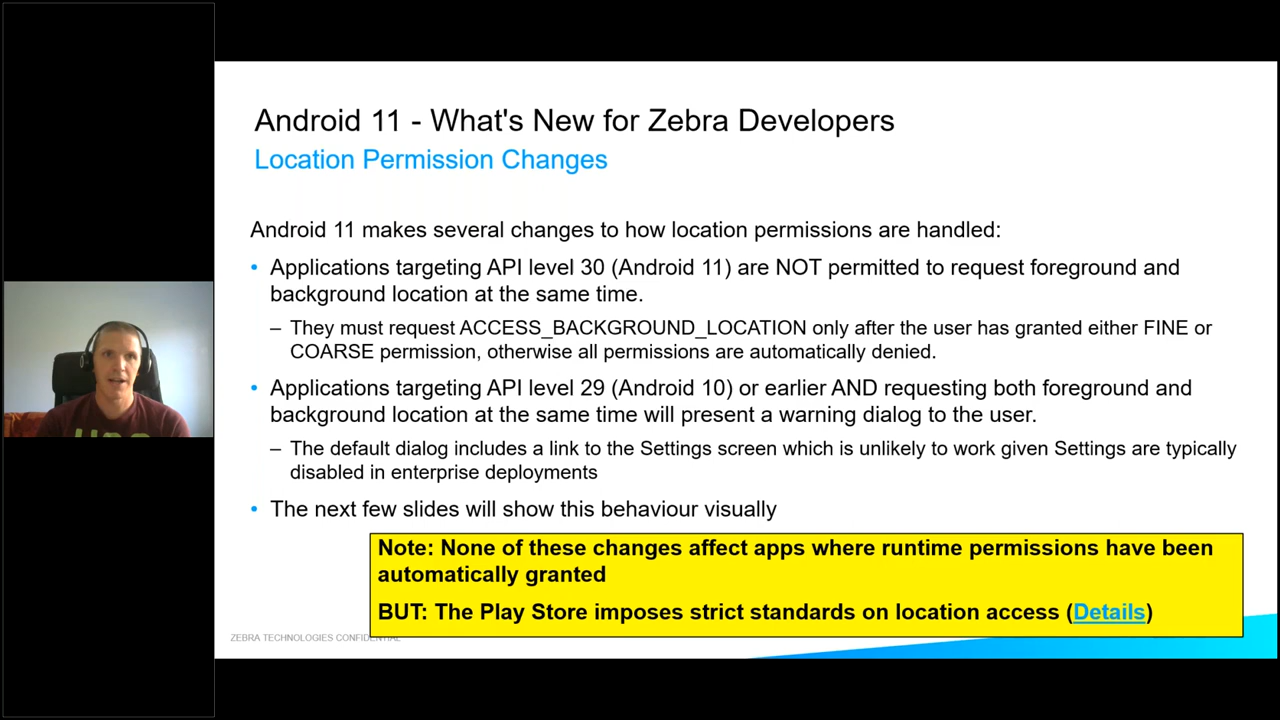 Android 11 - What's New for Zebra Developers
Location Permission Changes
Android 11 makes several changes to how location permissions are handled:
• Applications targeting API level 30 (Android 11) are NOT permitted to request foreground and
background location at the same time.
– They must request ACCESS_BACKGROUND_LOCATION only after the user has granted either FINE or
COARSE permission, otherwise all permissions are automatically denied.
• Applications targeting API level 29 (Android 10) or earlier AND requesting both foreground and
background location at the same time will present a warning dialog to the user.
– The default dialog includes a link to the Settings screen which is unlikely to work given Settings are typically
disabled in enterprise deployments
• The next few slides will show this behaviour visually
Note: None of these changes affect apps where runtime permissions have been
automatically granted
BUT: The Play Store imposes strict standards on location access (Details)
ZEBRA TECHNOLOGIES CONFIDENTIAL